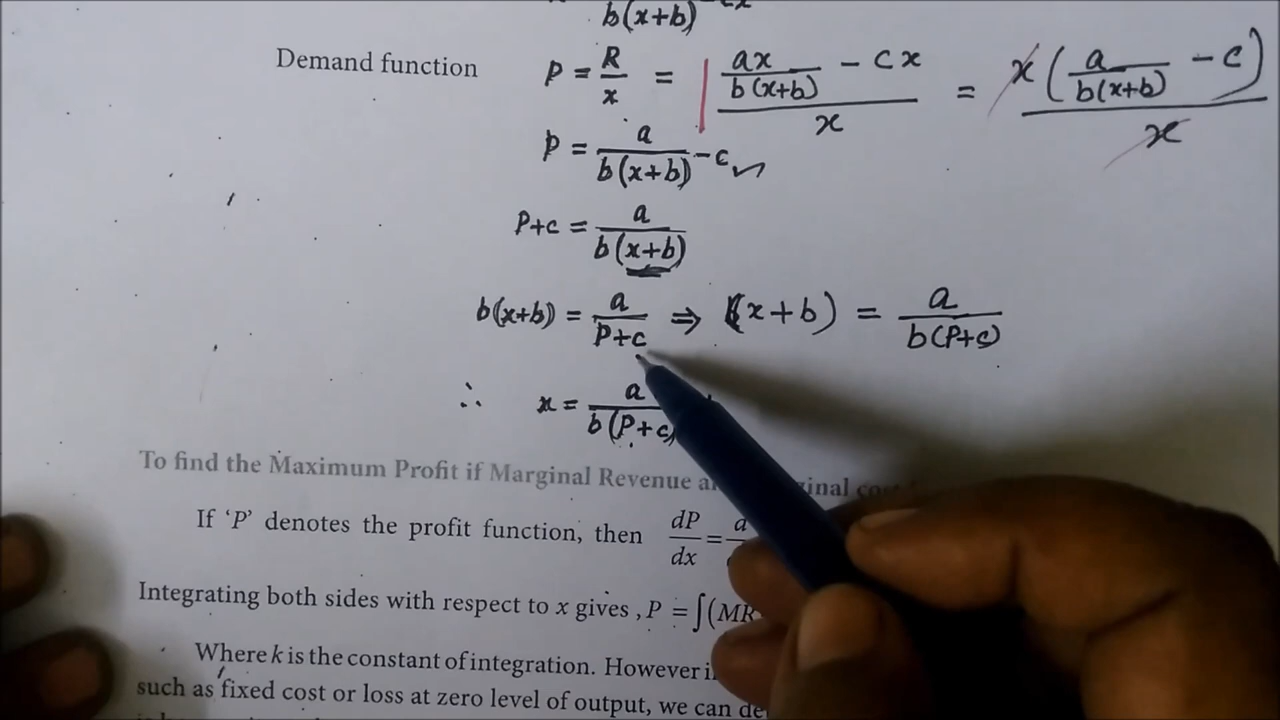 b(x+b) -cx
Demand function P = R/x = (ax/b(x+b) - cx)/x = x(a/b(x+b) - c)/x
P = a/b(x+b) - c
P+c = a/b(x+b)
b(x+b) = a/P+c ⇒ (x+b) = a/b(P+c)
∴ x = a/b(P+c)
To find the Maximum Profit if Marginal Revenue
If ‘P’ denotes the profit function, then dP/dx =
Integrating both sides with respect to x gives , P = ∫(MR
Where k is the constant of integration. However
such as fixed cost or loss at zero level of output, we can